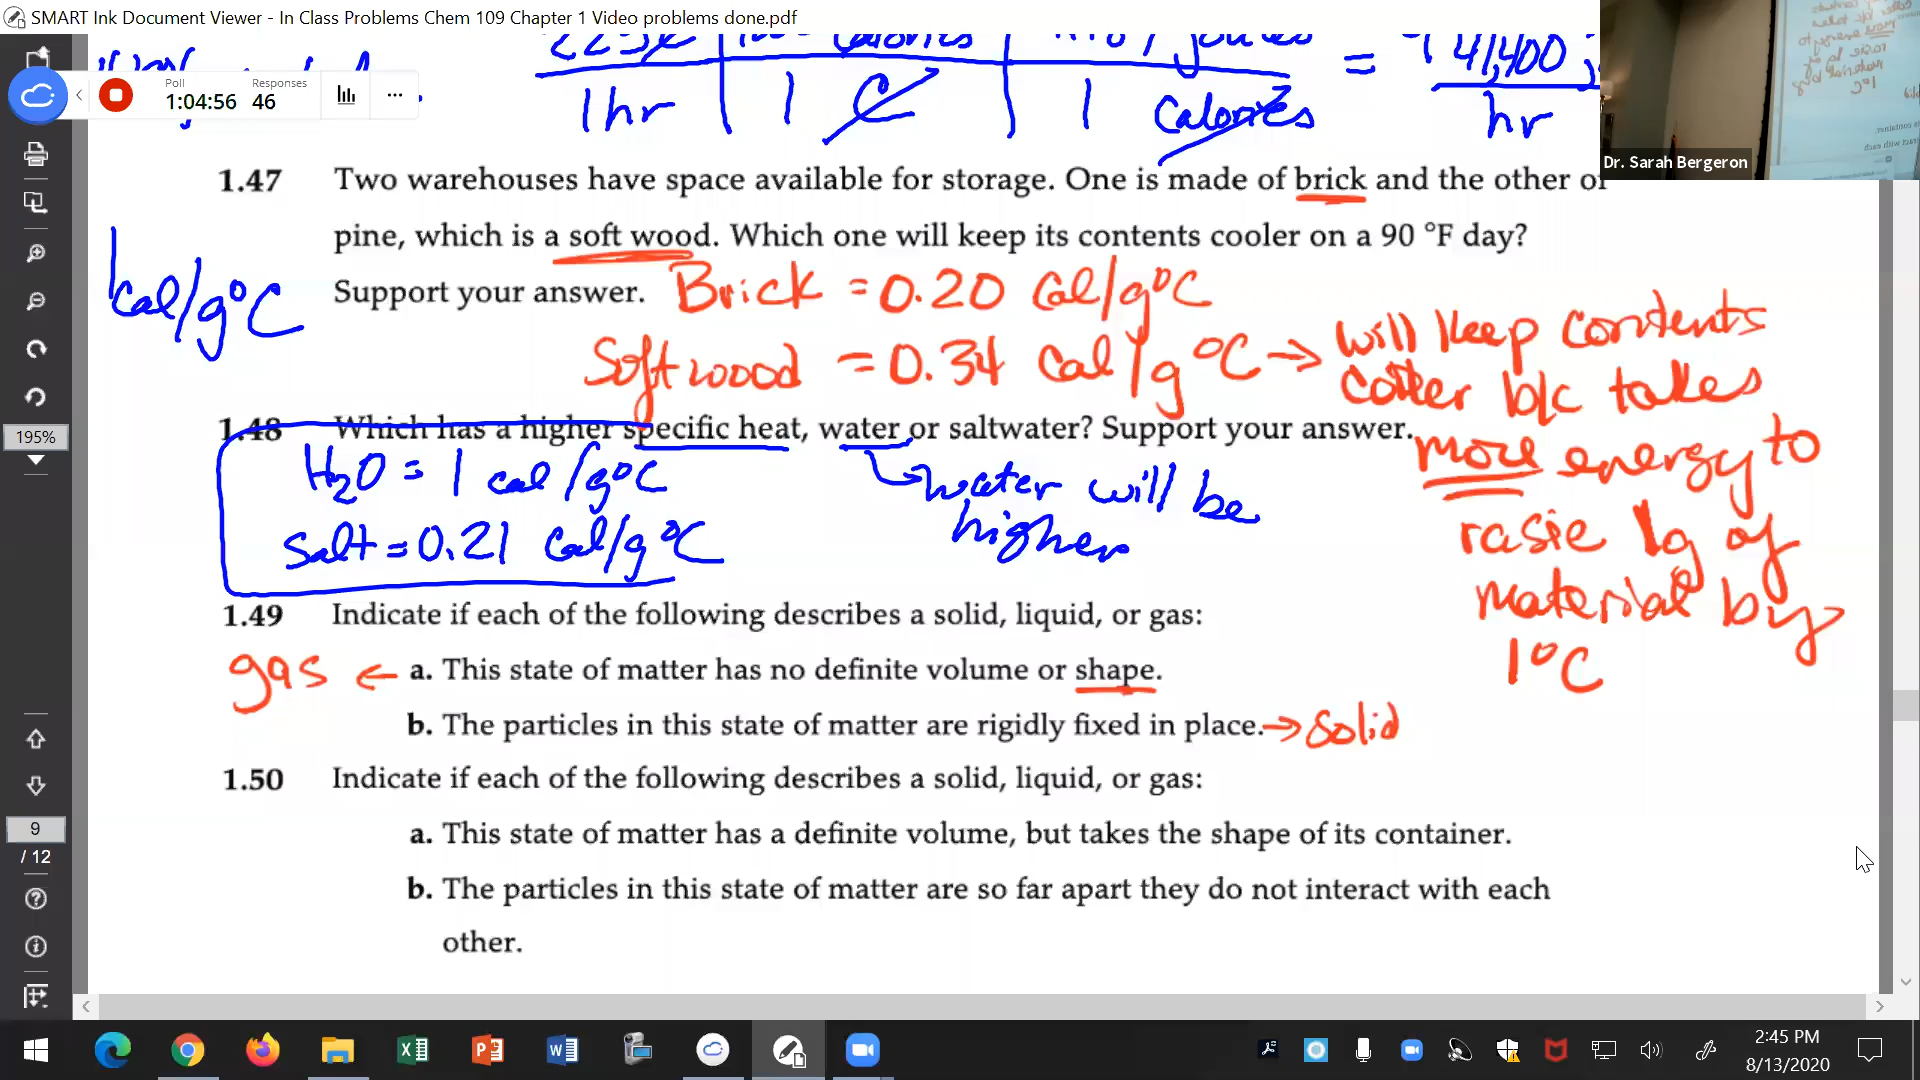 SMART Ink Document Viewer - In Class Problems Chem 109 Chapter 1 Video problems done.pdf
Poll
1:04:56
Responses
46
1 hr
1 C
1 Calories
=
41,400
hr
Dr. Sarah Bergeron
1.47 Two warehouses have space available for storage. One is made of brick and the other of
pine, which is a soft wood. Which one will keep its contents cooler on a 90 °F day?
Support your answer.
Brick = 0.20 Cal/g°C
Softwood = 0.34 Cal/g°C → will keep contents
cooler b/c takes
more energy to
rasie 1g of
material by
1°C
cal/g°C
1.48 Which has a higher specific heat, water or saltwater? Support your answer.
H2O = 1 cal/g°C
Salt = 0.21 Cal/g°C
water will be
higher
1.49 Indicate if each of the following describes a solid, liquid, or gas:
gas ← a. This state of matter has no definite volume or shape.
b. The particles in this state of matter are rigidly fixed in place. → Solid
1.50 Indicate if each of the following describes a solid, liquid, or gas:
a. This state of matter has a definite volume, but takes the shape of its container.
b. The particles in this state of matter are so far apart they do not interact with each
other.
195%
9
/ 12
2:45 PM
8/13/2020